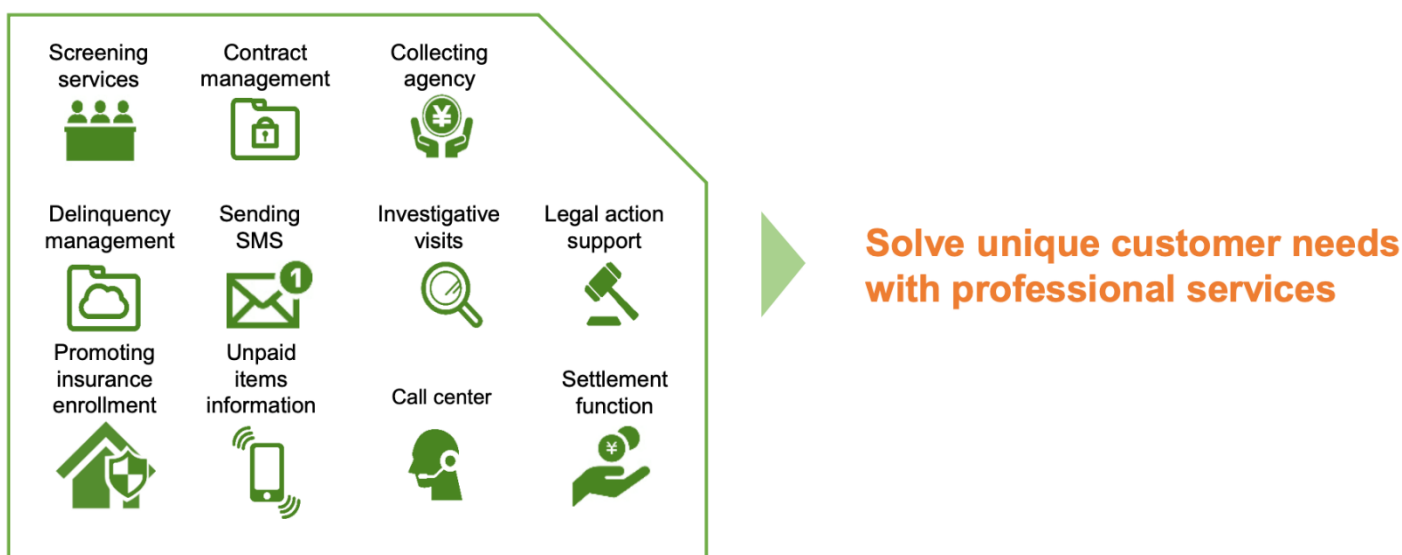 Screening
services
Contract
management
Collecting
agency
¥
Delinquency
management
Sending
SMS
1
Investigative
visits
Legal action
support
Promoting
insurance
enrollment
Unpaid
items
information
Call center
Settlement
function
¥
Solve unique customer needs
with professional services